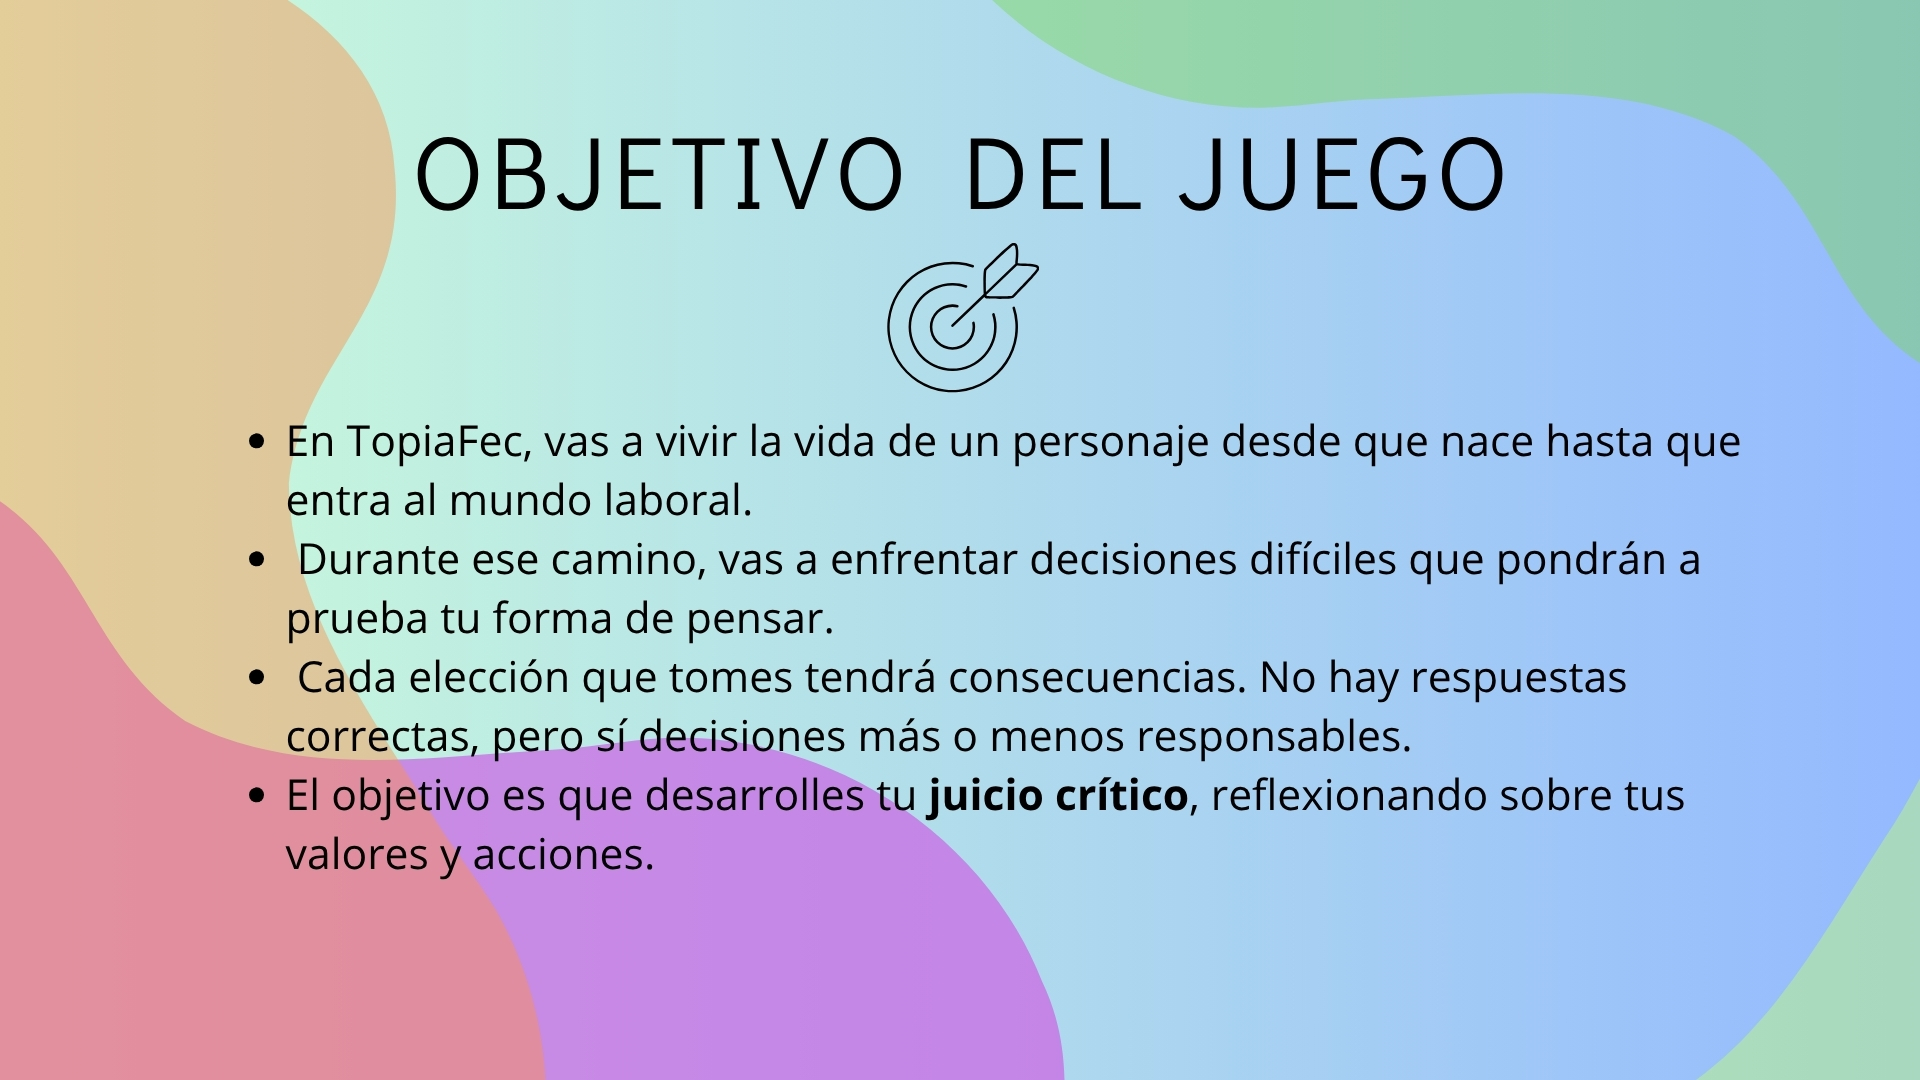 OBJETIVO DEL JUEGO
• En TopiaFec, vas a vivir la vida de un personaje desde que nace hasta que
entra al mundo laboral.
• Durante ese camino, vas a enfrentar decisiones difíciles que pondrán a
prueba tu forma de pensar.
• Cada elección que tomes tendrá consecuencias. No hay respuestas
correctas, pero sí decisiones más o menos responsables.
• El objetivo es que desarrolles tu juicio crítico, reflexionando sobre tus
valores y acciones.